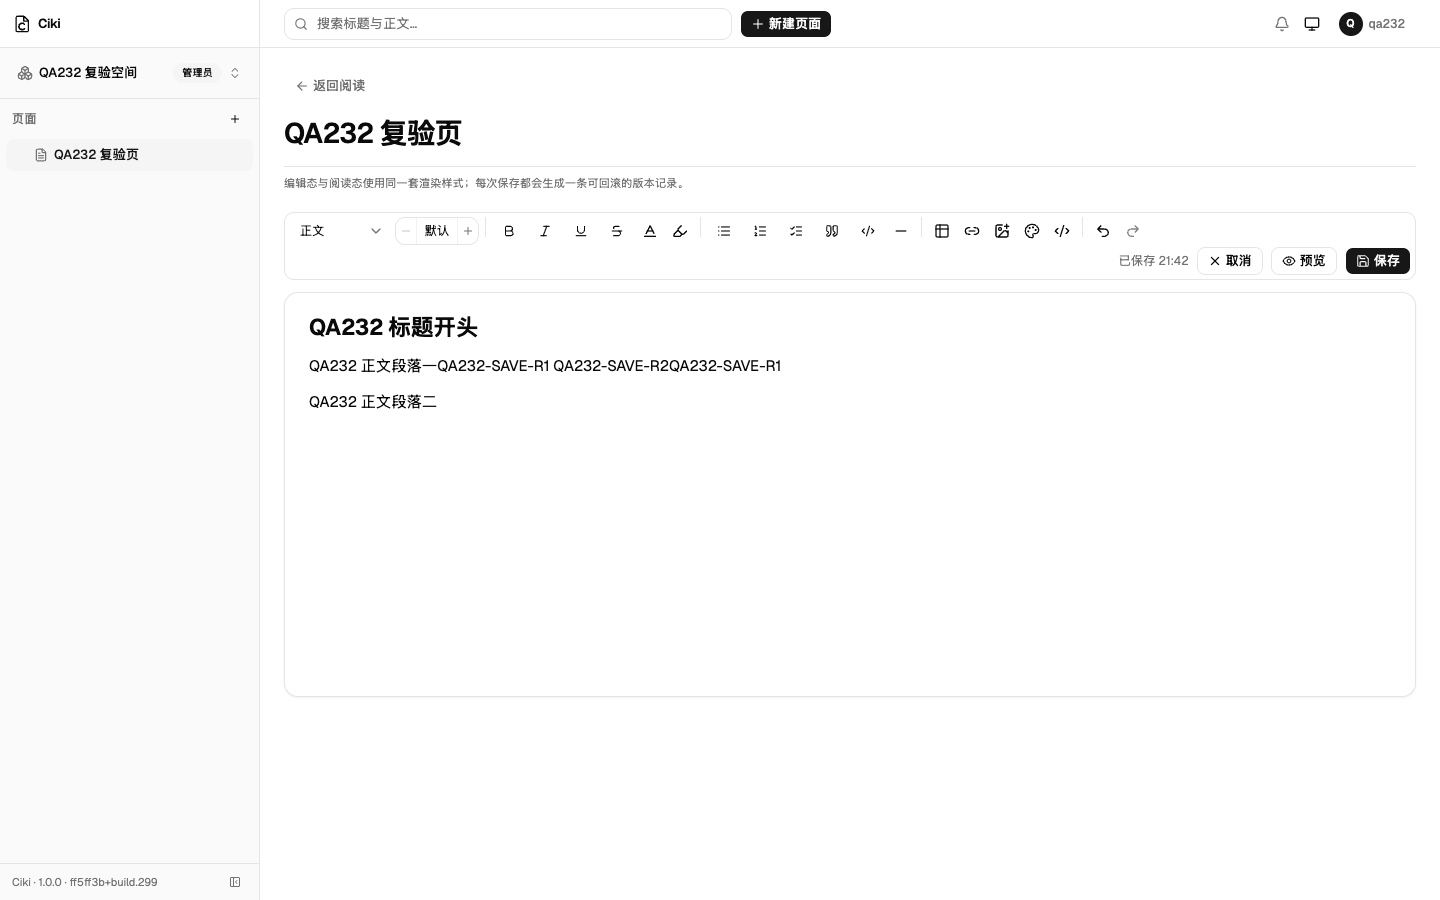 Ciki
搜索标题与正文...
新建页面
Q
qa232
QA232 复验空间
管理员
页面
QA232 复验页
返回阅读
QA232 复验页
编辑态与阅读态使用同一套渲染样式；每次保存都会生成一条可回滚的版本记录。
正文
默认
已保存 21:42
取消
预览
保存
QA232 标题开头
QA232 正文段落一QA232-SAVE-R1 QA232-SAVE-R2QA232-SAVE-R1
QA232 正文段落二
Ciki · 1.0.0 · ff5ff3b+build.299